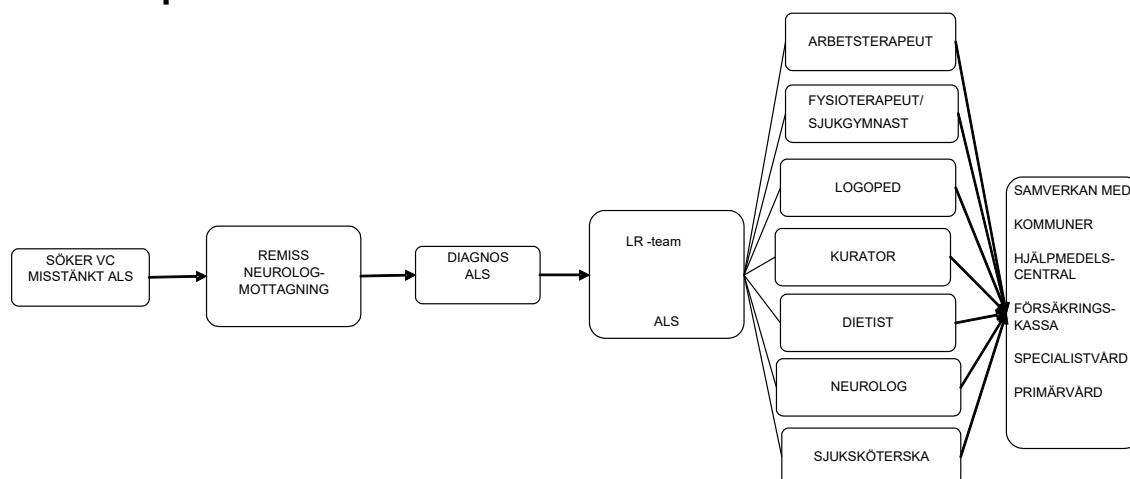 SÖKER VC
MISSTÄNKT ALS
REMISS
NEUROLOG-
MOTTAGNING
DIAGNOS
ALS
LR -team
ALS
ARBETSTERAPEUT
FYSIOTERAPEUT/
SJUKGYMNAST
LOGOPED
KURATOR
DIETIST
NEUROLOG
SJUKSKÖTERSKA
SAMVERKAN MED
KOMMUNER
HJÄLPMEDELS-
CENTRAL
FÖRSÄKRINGS-
KASSA
SPECIALISTVÅRD
PRIMÄRVÅRD